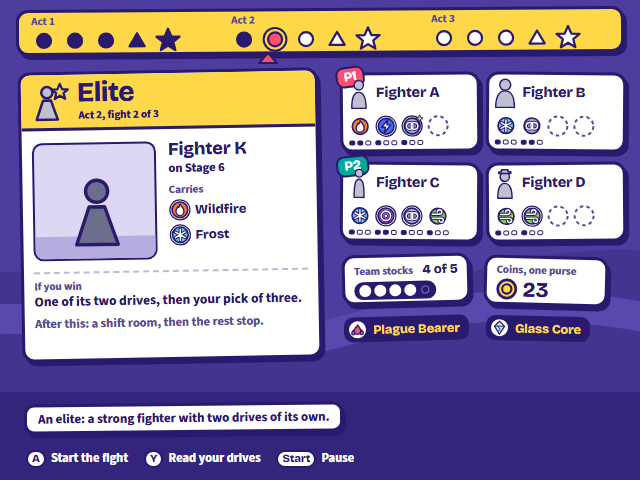 Act 1
Act 2
Act 3
Elite
Act 2, fight 2 of 3
Fighter K
on Stage 6
Carries
Wildfire
Frost
If you win
One of its two drives, then your pick of three.
After this: a shift room, then the rest stop.
P1
Fighter A
Fighter B
P2
Fighter C
Fighter D
Team stocks 4 of 5
Coins, one purse
23
Plague Bearer
Glass Core
An elite: a strong fighter with two drives of its own.
A Start the fight Y Read your drives Start Pause